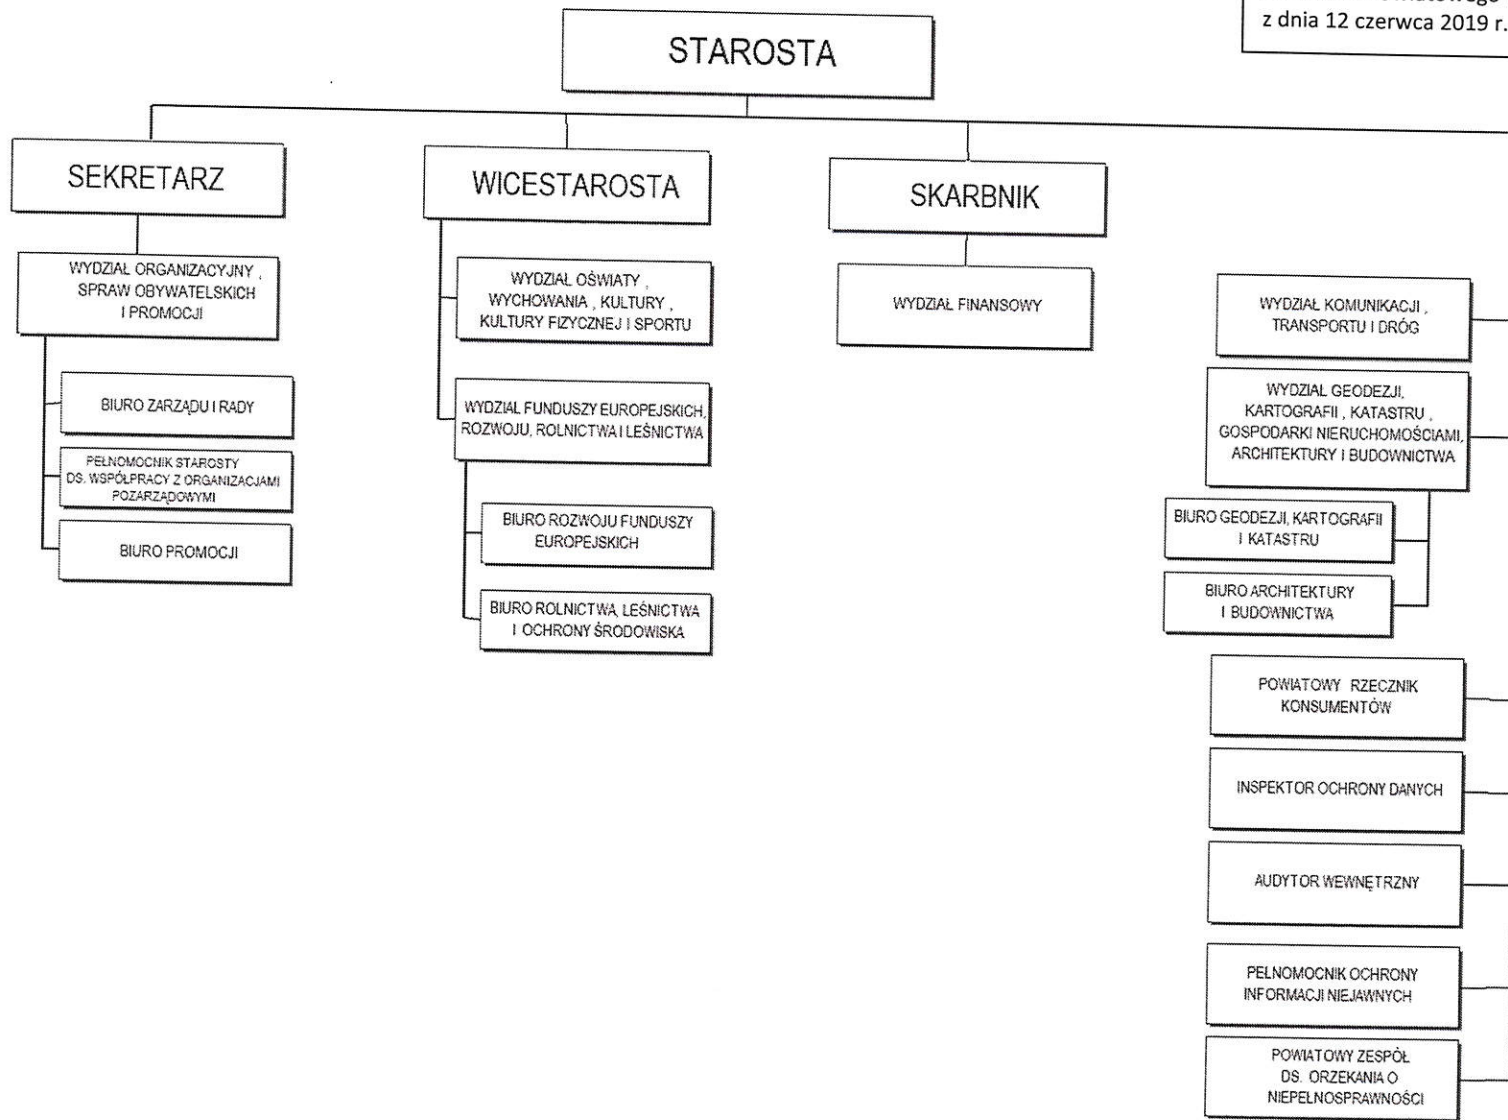 z dnia 12 czerwca 2019 r.
STAROSTA
SEKRETARZ
WYDZIAŁ ORGANIZACYJNY ,
SPRAW OBYWATELSKICH
I PROMOCJI
BIURO ZARZĄDU I RADY
PEŁNOMOCNIK STAROSTY
DS. WSPÓŁPRACY Z ORGANIZACJAMI
POZARZĄDOWYMI
BIURO PROMOCJI
WICESTAROSTA
WYDZIAŁ OŚWIATY ,
WYCHOWANIA , KULTURY ,
KULTURY FIZYCZNEJ I SPORTU
WYDZIAŁ FUNDUSZY EUROPEJSKICH,
ROZWOJU, ROLNICTWA I LEŚNICTWA
BIURO ROZWOJU FUNDUSZY
EUROPEJSKICH
BIURO ROLNICTWA, LEŚNICTWA
I OCHRONY ŚRODOWISKA
SKARBNIK
WYDZIAŁ FINANSOWY
WYDZIAŁ KOMUNIKACJI ,
TRANSPORTU I DRÓG
WYDZIAŁ GEODEZJI,
KARTOGRAFII , KATASTRU ,
GOSPODARKI NIERUCHOMOŚCIAMI,
ARCHITEKTURY I BUDOWNICTWA
BIURO GEODEZJI, KARTOGRAFII
I KATASTRU
BIURO ARCHITEKTURY
I BUDOWNICTWA
POWIATOWY RZECZNIK
KONSUMENTÓW
INSPEKTOR OCHRONY DANYCH
AUDYTOR WEWNĘTRZNY
PEŁNOMOCNIK OCHRONY
INFORMACJI NIEJAWNYCH
POWIATOWY ZESPÓŁ
DS. ORZEKANIA O
NIEPEŁNOSPRAWNOŚCI